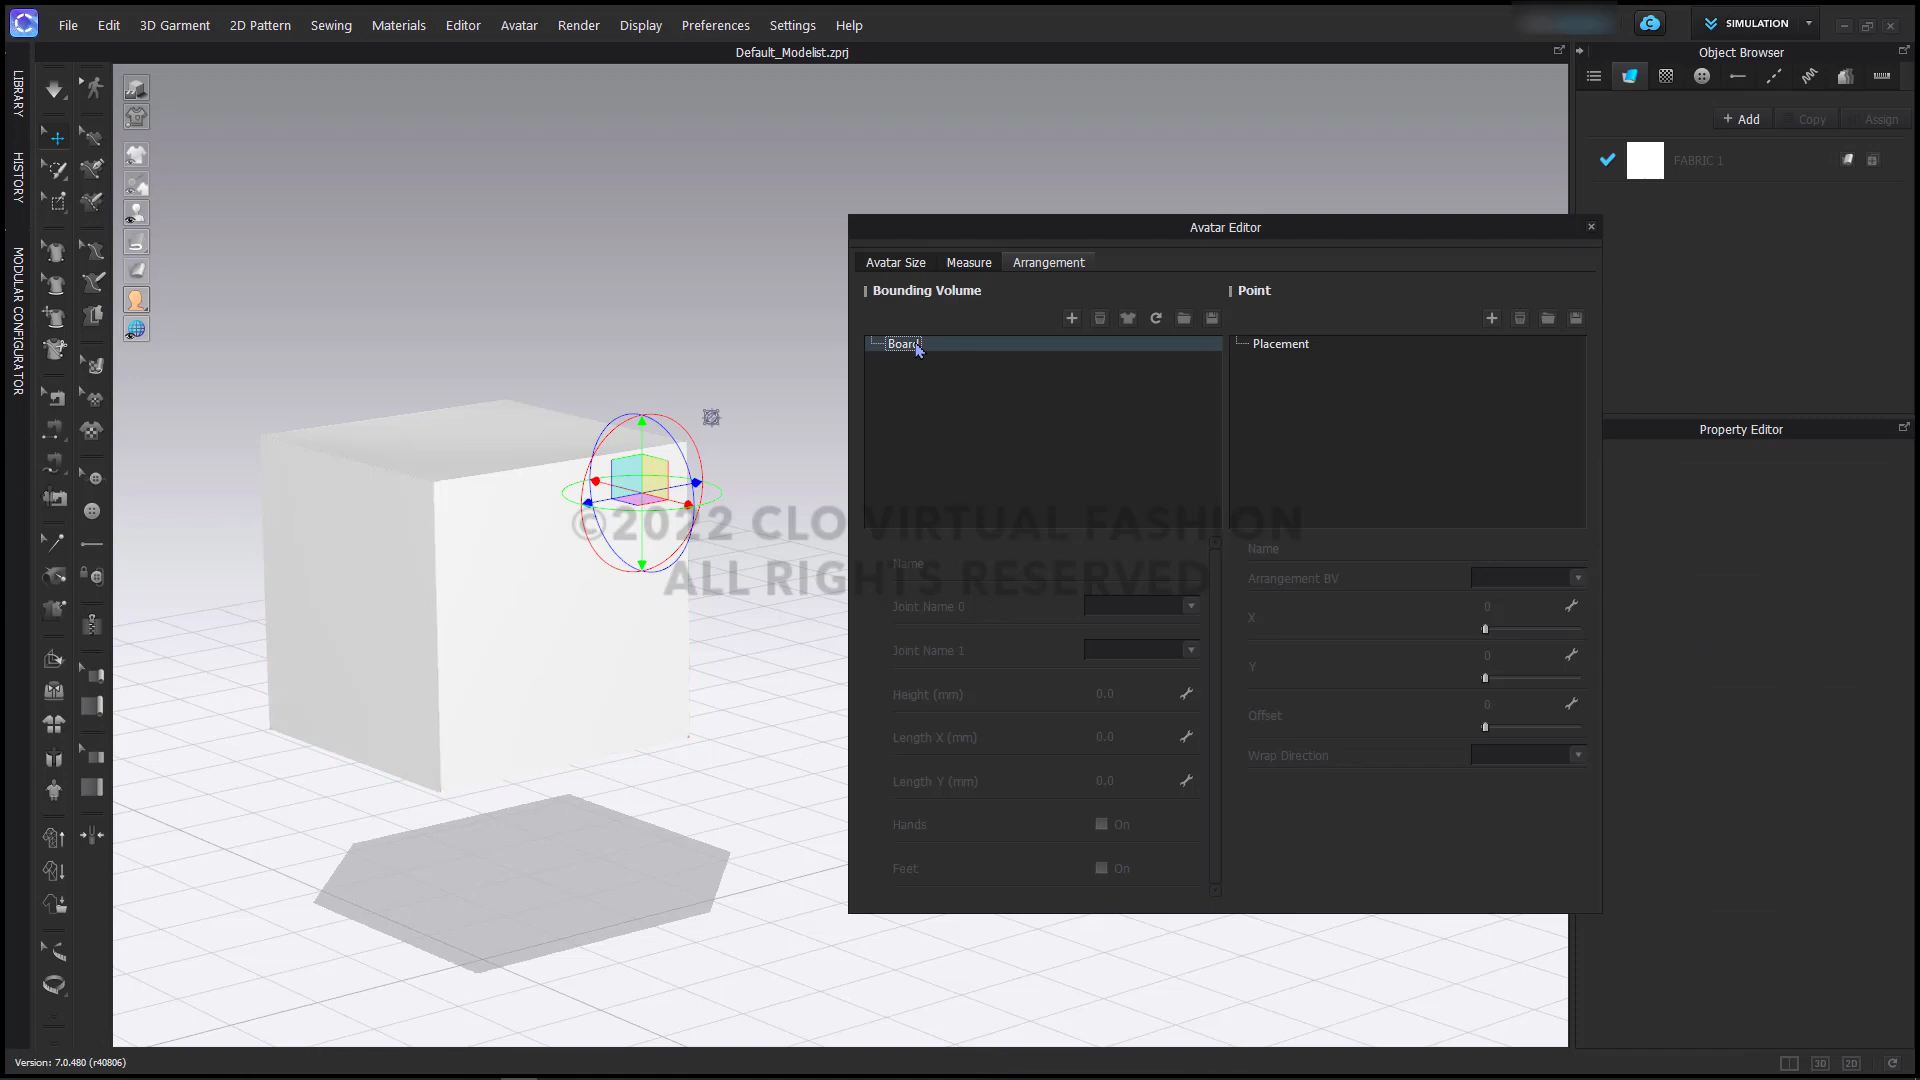 File Edit 3D Garment 2D Pattern Sewing Materials Editor Avatar Render Display Preferences Settings Help
SIMULATION
Default_Modelist.zprj
Object Browser
LIBRARY
HISTORY
MODULAR CONFIGURATOR
+ Add Copy Assign
FABRIC 1
Avatar Editor
Avatar Size Measure Arrangement
Bounding Volume
Point
Board
Placement
Property Editor
©2022 CLO VIRTUAL FASHION
ALL RIGHTS RESERVED
Name
Joint Name 0
Joint Name 1
Height (mm) 0.0
Length X (mm) 0.0
Length Y (mm) 0.0
Hands On
Feet On
Name
Arrangement BV
X 0
Y 0
Offset 0
Wrap Direction
Version: 7.0.480 (r40806)
3D 2D